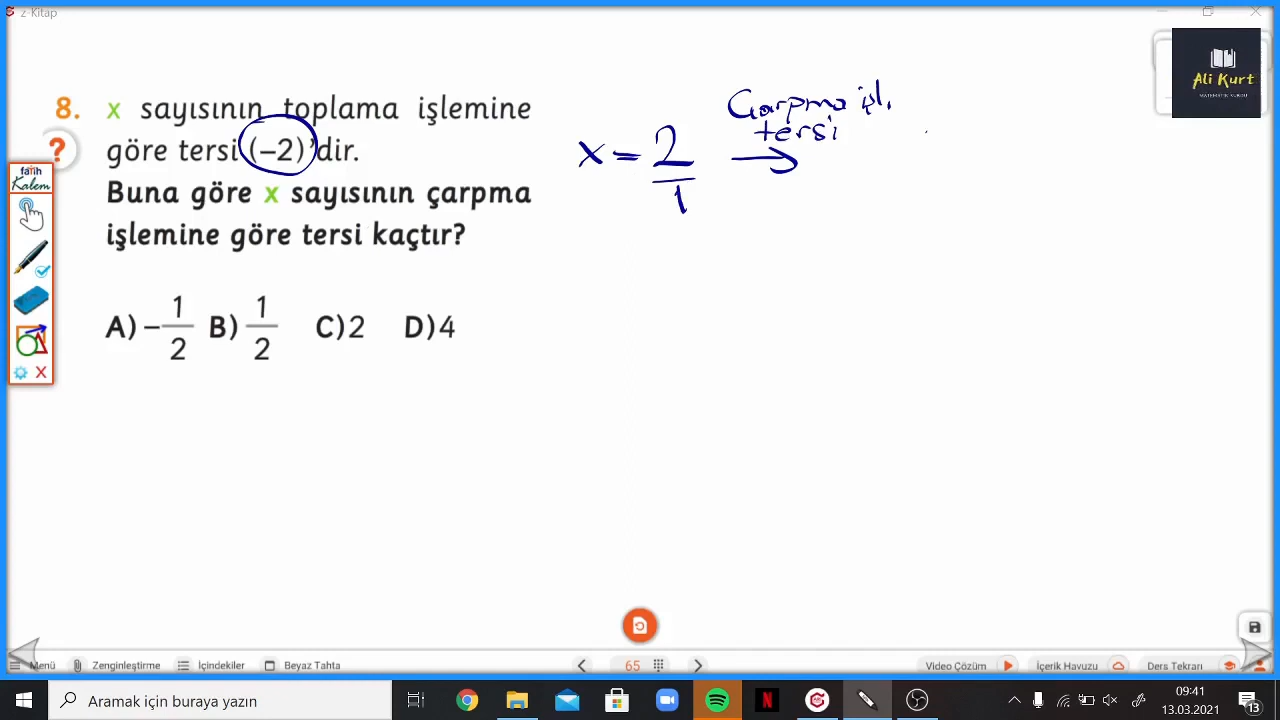 z-Kitap
Ali Kurt
MATEMATİK KURDU
8. x sayısının toplama işlemine
göre tersi (–2)'dir.
Buna göre x sayısının çarpma
işlemine göre tersi kaçtır?
A) –1/2 B) 1/2 C) 2 D) 4
x = 2/1
Çarpma işl.
tersi
fatih
Kalem
Menü
Zenginleştirme
İçindekiler
Beyaz Tahta
65
Video Çözüm
İçerik Havuzu
Ders Tekrarı
Aramak için buraya yazın
09:41
13.03.2021
13